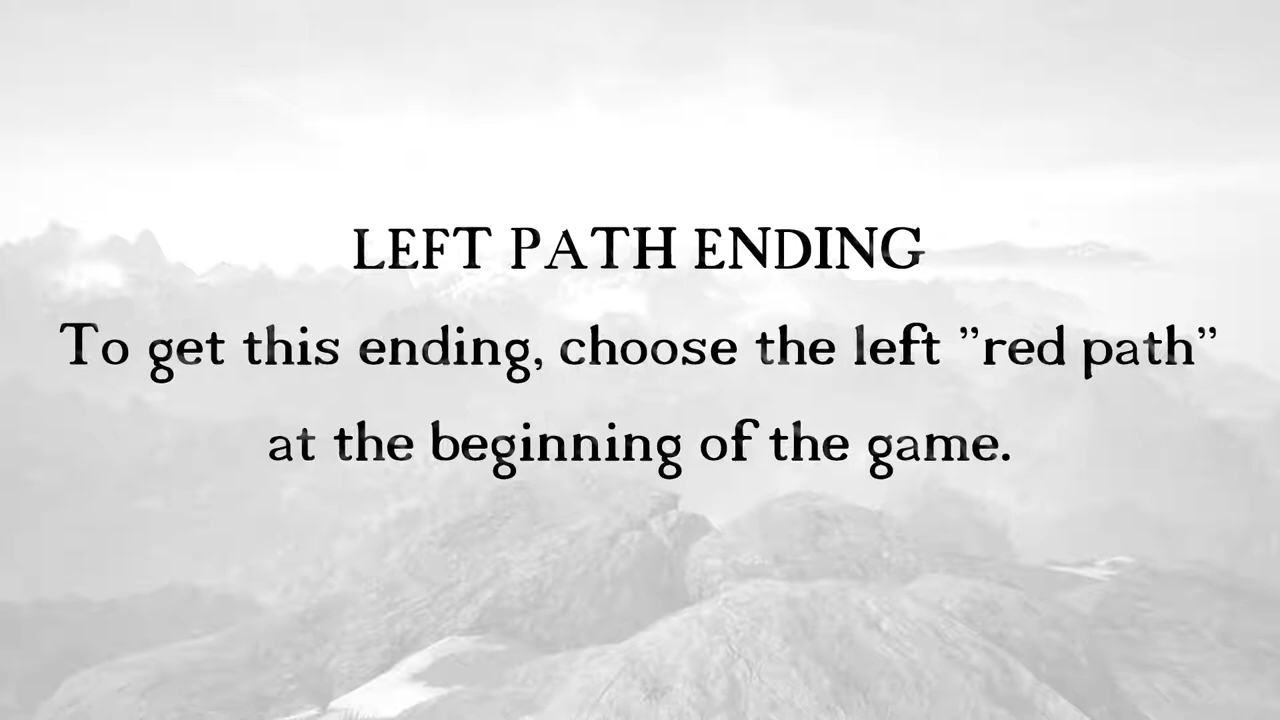 LEFT PATH ENDING
To get this ending, choose the left ”red path”
at the beginning of the game.